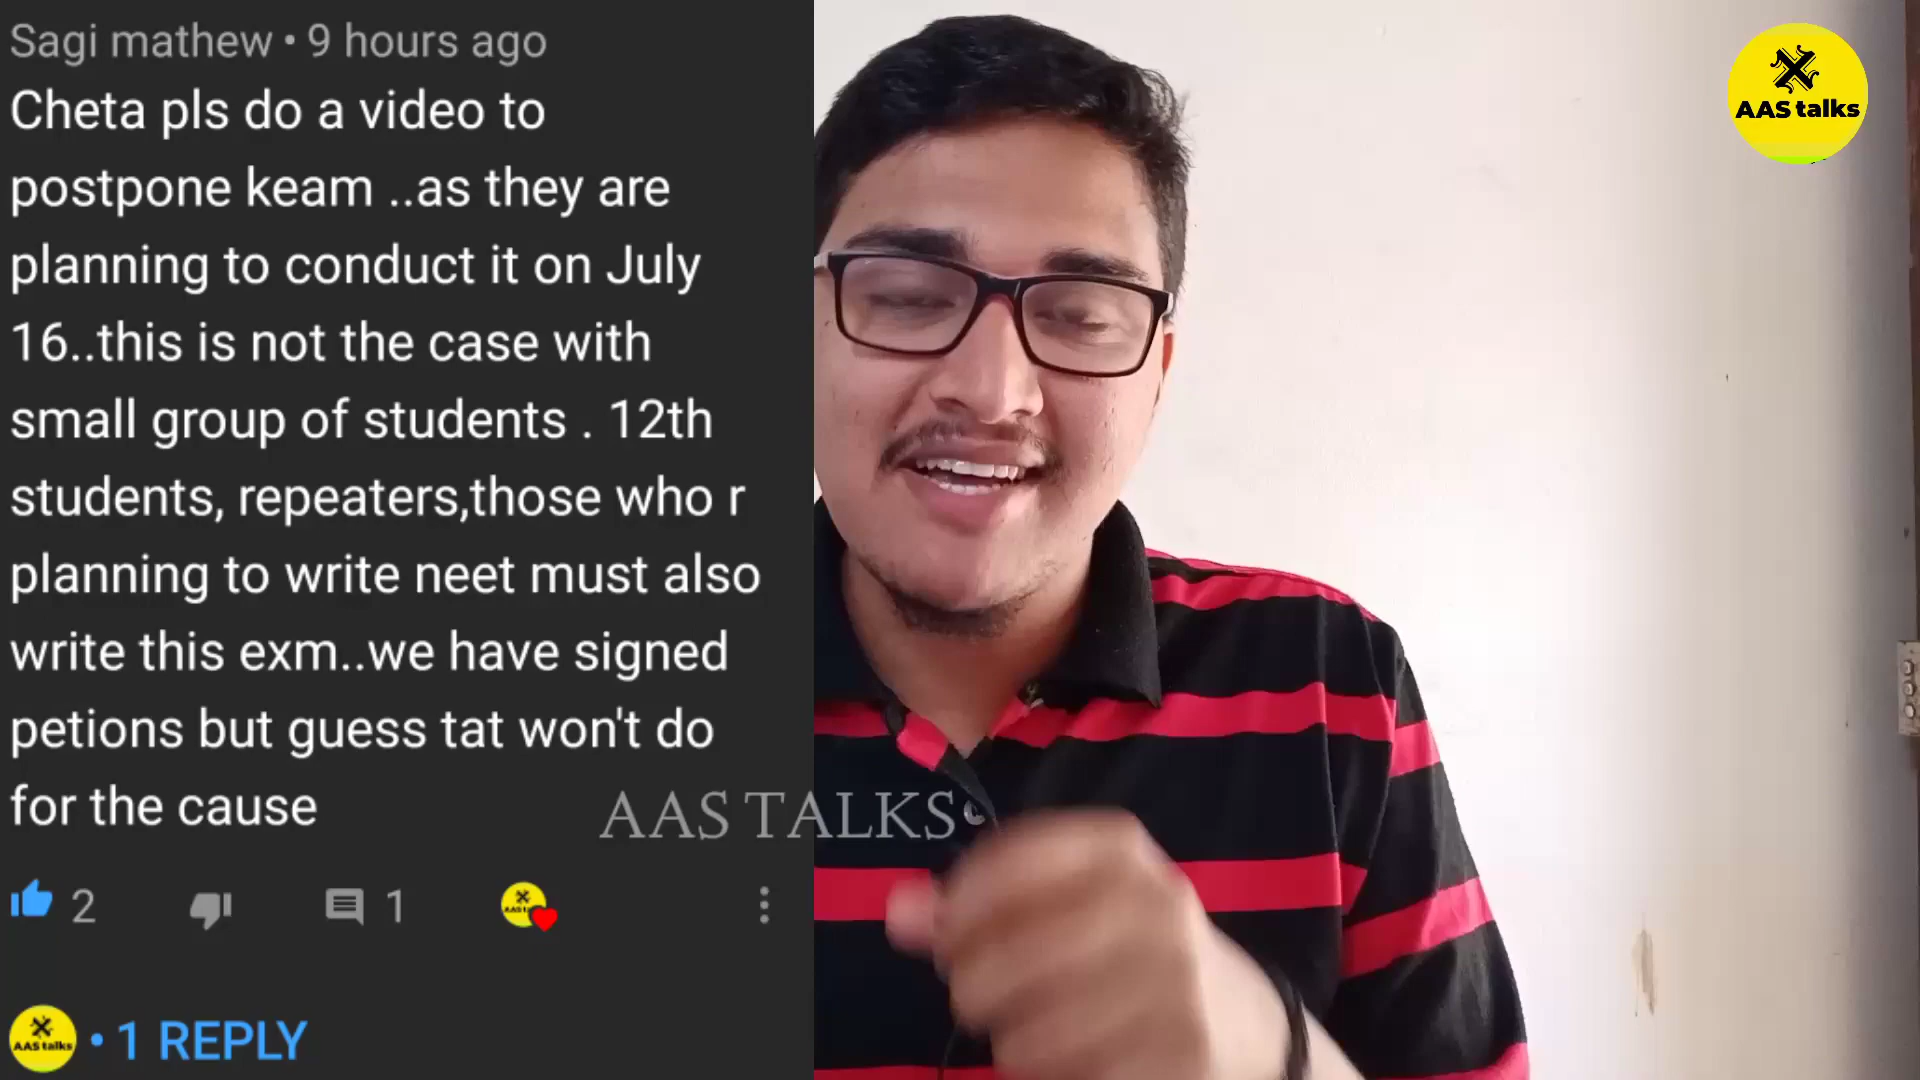 Sagi mathew • 9 hours ago
Cheta pls do a video to
postpone keam ..as they are
planning to conduct it on July
16..this is not the case with
small group of students . 12th
students, repeaters,those who r
planning to write neet must also
write this exm..we have signed
petions but guess tat won't do
for the cause
2
1
• 1 REPLY
AAS talks
AAS talks
AAS TALKS